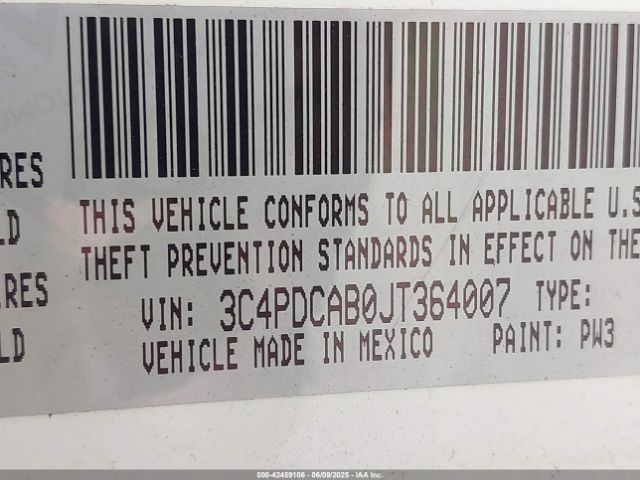 RES
LD
RES
LD
THIS VEHICLE CONFORMS TO ALL APPLICABLE U.S
THEFT PREVENTION STANDARDS IN EFFECT ON THE
VIN: 3C4PDCAB0JT364007 TYPE:
VEHICLE MADE IN MEXICO PAINT: PW3
000-42459106 - 06/09/2025 - IAA Inc.